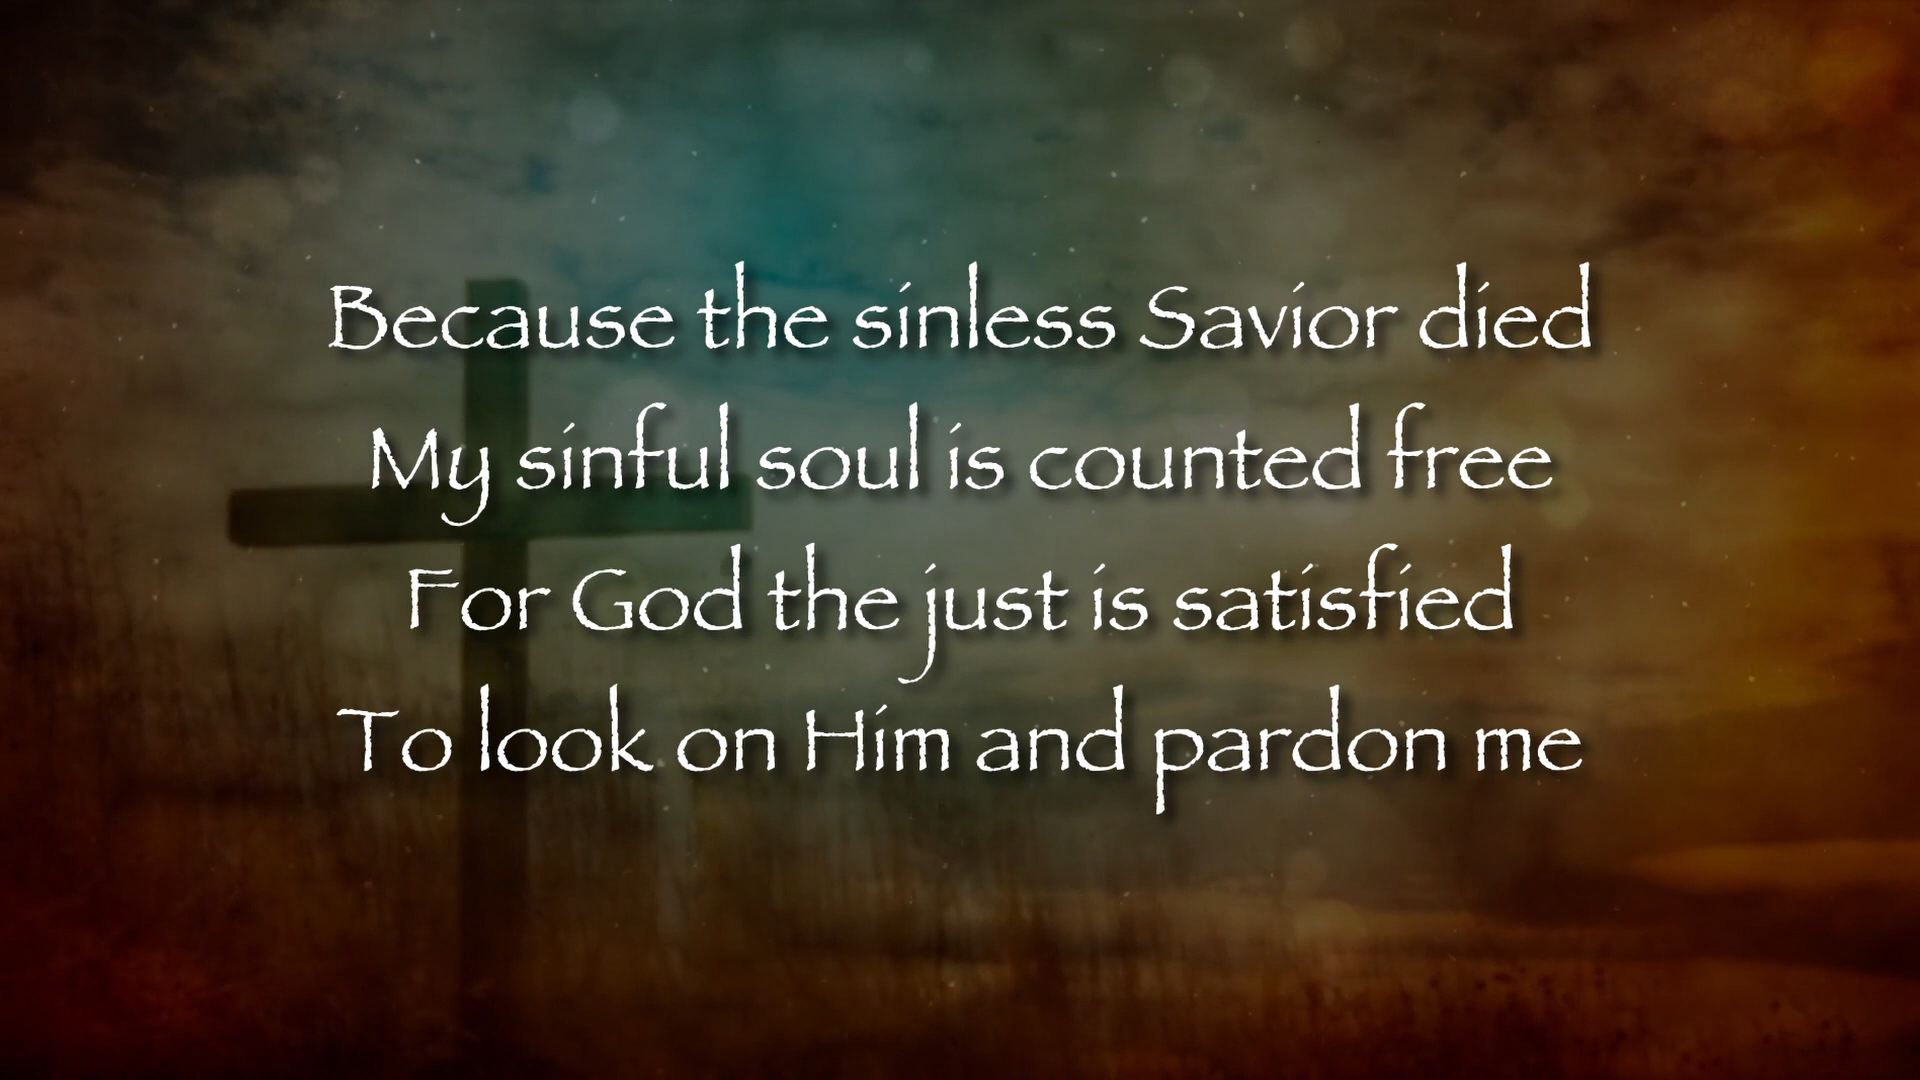 Because the sinless Savior died
My sinful soul is counted free
For God the just is satisfied
To look on Him and pardon me